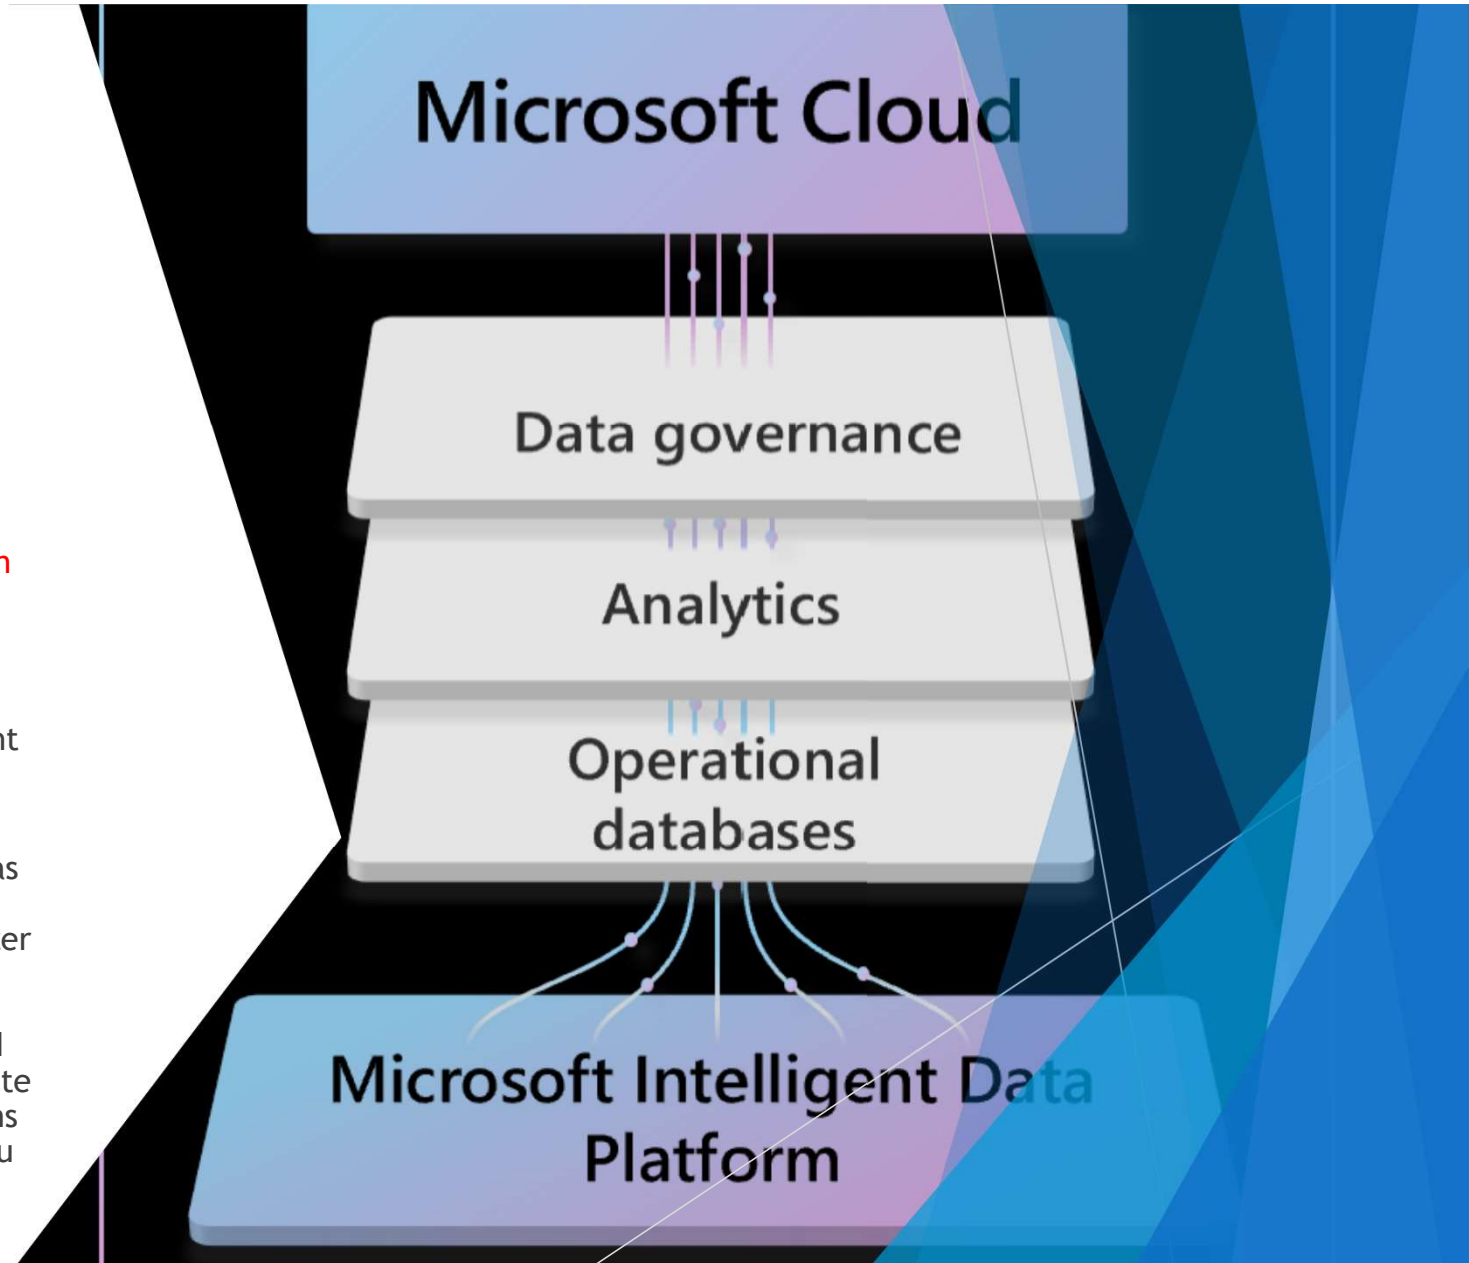 Microsoft Cloud
Data governance
Analytics
Operational
databases
Microsoft Intelligent Data
Platform